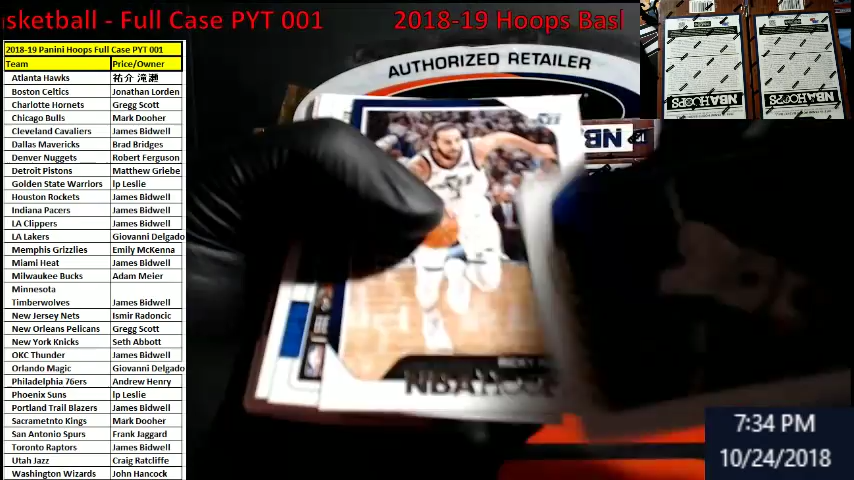 sketball - Full Case PYT 001 2018-19 Hoops Bas
2018-19 Panini Hoops Full Case PYT 001
Team Price/Owner
Atlanta Hawks
Boston Celtics Jonathan Lorden
Charlotte Hornets Gregg Scott
Chicago Bulls Mark Dooher
Cleveland Cavaliers James Bidwell
Dallas Mavericks Brad Bridges
Denver Nuggets Robert Ferguson
Detroit Pistons Matthew Griebe
Golden State Warriors lp Leslie
Houston Rockets James Bidwell
Indiana Pacers James Bidwell
LA Clippers James Bidwell
LA Lakers Giovanni Delgado
Memphis Grizzlies Emily McKenna
Miami Heat James Bidwell
Milwaukee Bucks Adam Meier
Minnesota
Timberwolves James Bidwell
New Jersey Nets Ismir Radoncic
New Orleans Pelicans Gregg Scott
New York Knicks Seth Abbott
OKC Thunder James Bidwell
Orlando Magic Giovanni Delgado
Philadelphia 76ers Andrew Henry
Phoenix Suns lp Leslie
Portland Trail Blazers James Bidwell
Sacrametnto Kings Mark Dooher
San Antonio Spurs Frank Jaggard
Toronto Raptors James Bidwell
Utah Jazz Craig Ratcliffe
Washington Wizards John Hancock
AUTHORIZED RETAILER
NBA HOOPS
NBA HOOPS
NBA
NBA HOOPS
7:34 PM
10/24/2018